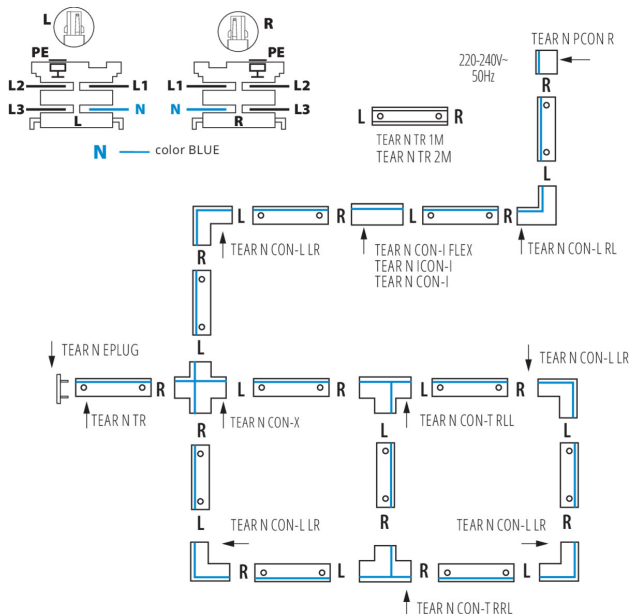 L
R
PE
PE
L2
L1
L1
L2
L3
N
N
L3
L
R
N
color BLUE
TEAR N PCON R
220-240V~
50Hz
R
L
R
TEAR N TR 1M
TEAR N TR 2M
L
L
R
L
R
TEAR N CON-L LR
TEAR N CON-I FLEX
TEAR N ICON-I
TEAR N CON-I
TEAR N CON-L RL
R
L
TEAR N EPLUG
TEAR N CON-L LR
R
L
R
L
R
TEAR N TR
TEAR N CON-X
TEAR N CON-T RLL
R
L
L
L
R
R
TEAR N CON-L LR
TEAR N CON-L LR
R
L
R
L
TEAR N CON-T RRL